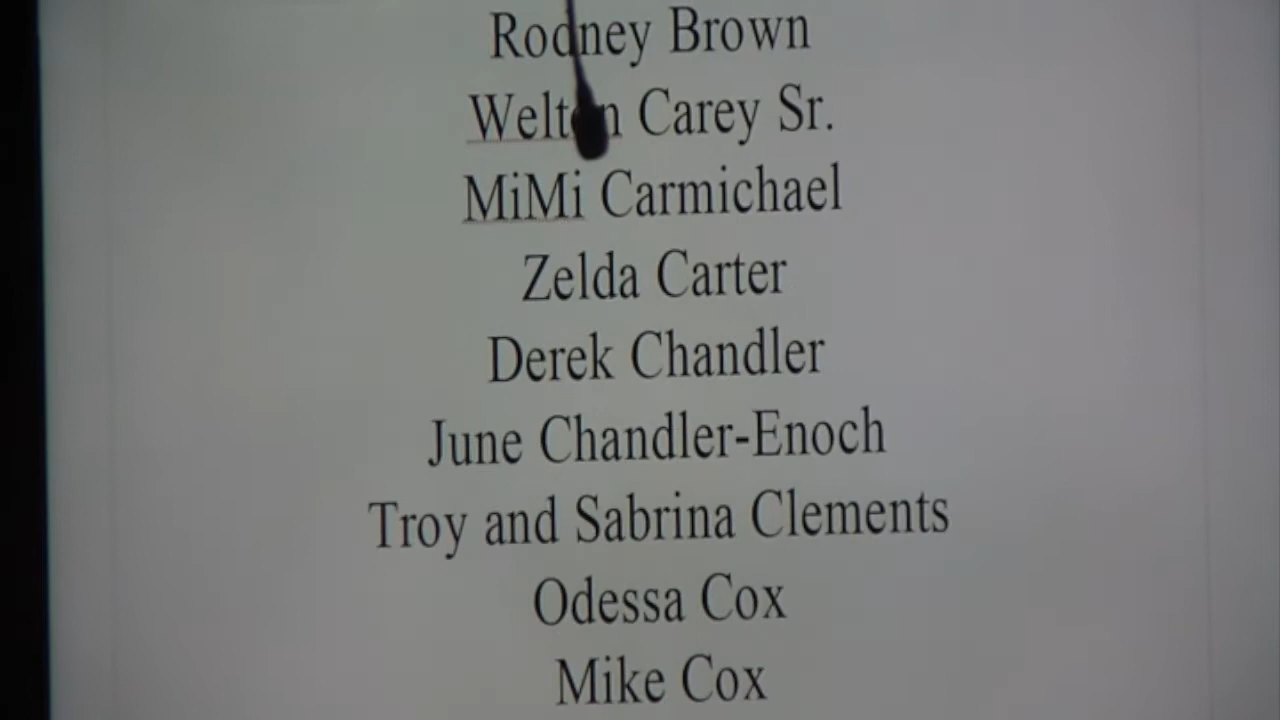 Rodney Brown
Welton Carey Sr.
MiMi Carmichael
Zelda Carter
Derek Chandler
June Chandler-Enoch
Troy and Sabrina Clements
Odessa Cox
Mike Cox